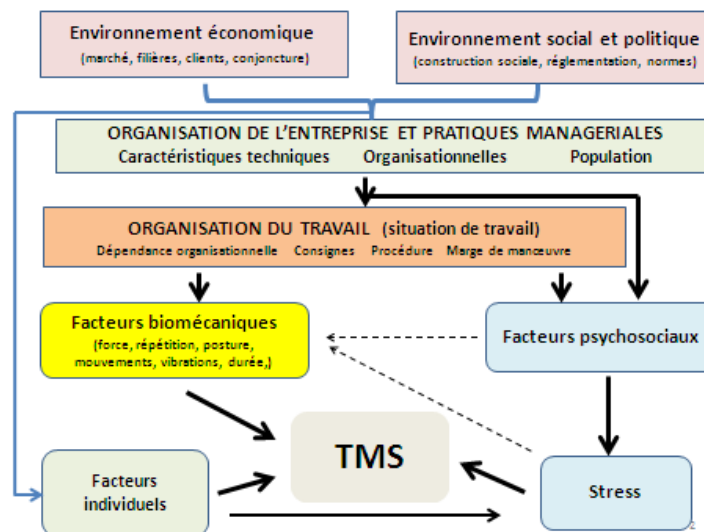 Environnement économique
(marché, filières, clients, conjoncture)
Environnement social et politique
(construction sociale, réglementation, normes)
ORGANISATION DE L'ENTREPRISE ET PRATIQUES MANAGERIALES
Caractéristiques techniques Organisationnelles Population
ORGANISATION DU TRAVAIL (situation de travail)
Dépendance organisationnelle Consignes Procédure Marge de manœuvre
Facteurs biomécaniques
(force, répétition, posture,
mouvements, vibrations, durée,)
Facteurs psychosociaux
TMS
Facteurs
individuels
Stress
2